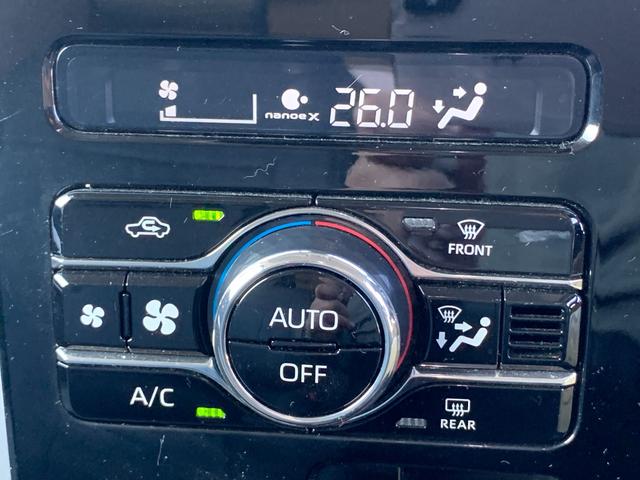 nanoe X 26.0
FRONT
AUTO
OFF
A/C
REAR